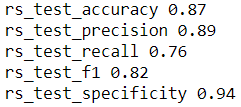 rs_test_accuracy 0.87
rs_test_precision 0.89
rs_test_recall 0.76
rs_test_f1 0.82
rs_test_specificity 0.94